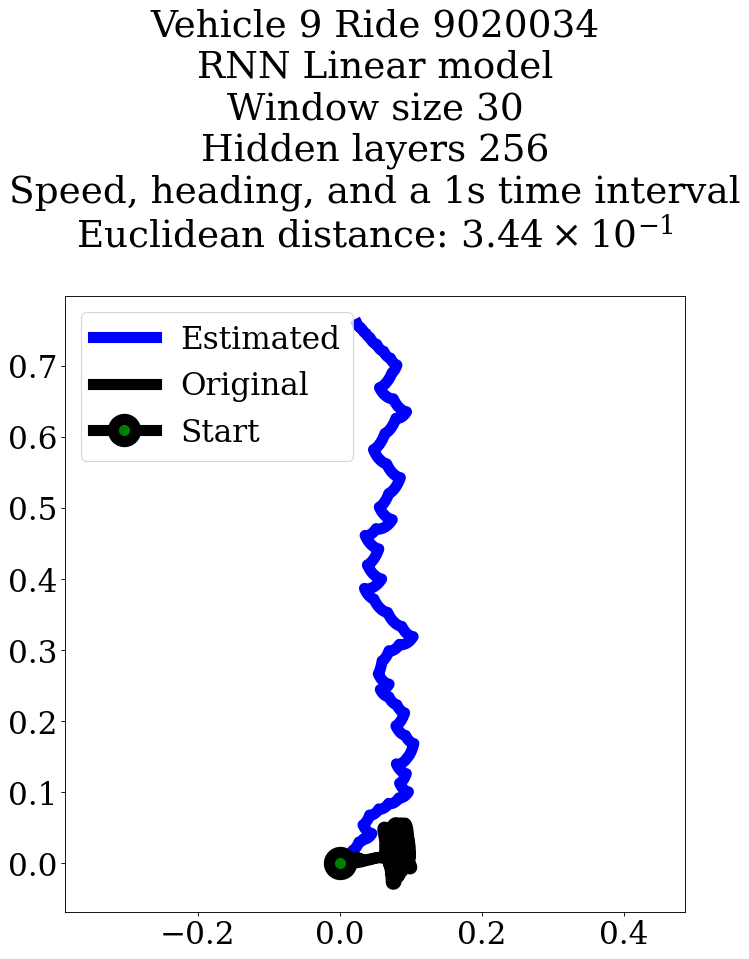 Vehicle 9 Ride 9020034
RNN Linear model
Window size 30
Hidden layers 256
Speed, heading, and a 1s time interval
Euclidean distance: 3.44 × 10⁻¹
Estimated
Original
Start
0.7
0.6
0.5
0.4
0.3
0.2
0.1
0.0
−0.2 0.0 0.2 0.4